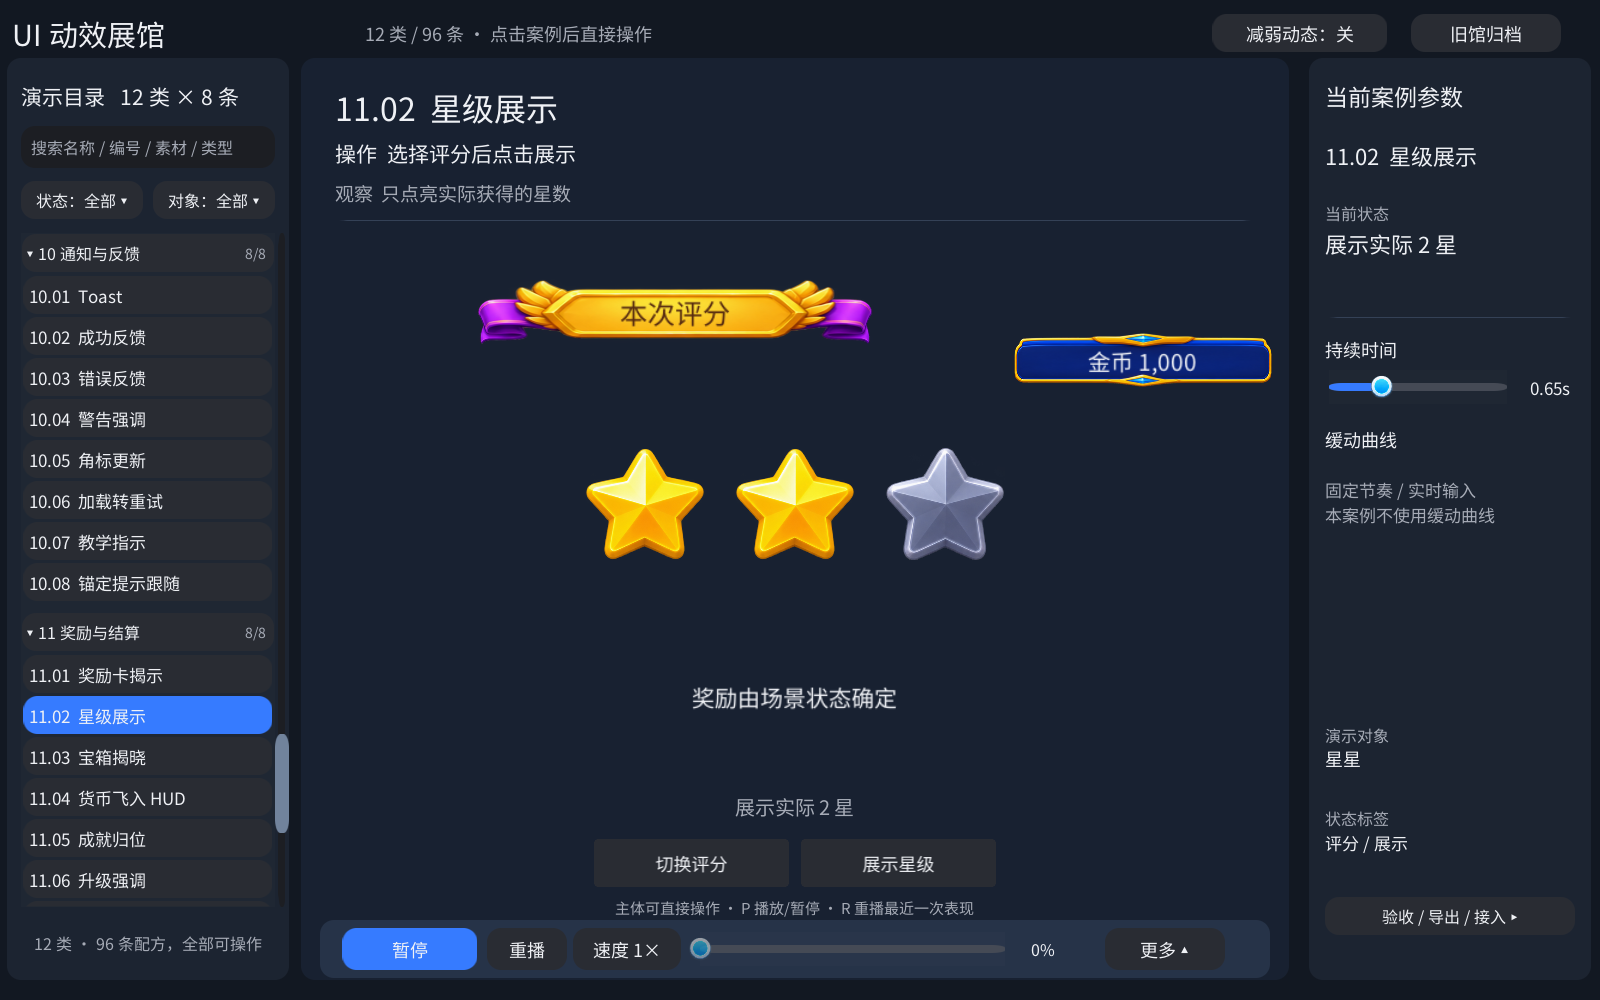 UI 动效展馆
12 类 / 96 条 · 点击案例后直接操作
减弱动态：关
旧馆归档
演示目录 12 类 × 8 条
搜索名称 / 编号 / 素材 / 类型
状态：全部 ▾
对象：全部 ▾
▾ 10 通知与反馈 8/8
10.01 Toast
10.02 成功反馈
10.03 错误反馈
10.04 警告强调
10.05 角标更新
10.06 加载转重试
10.07 教学指示
10.08 锚定提示跟随
▾ 11 奖励与结算 8/8
11.01 奖励卡揭示
11.02 星级展示
11.03 宝箱揭晓
11.04 货币飞入 HUD
11.05 成就归位
11.06 升级强调
12 类 · 96 条配方，全部可操作
11.02 星级展示
操作 选择评分后点击展示
观察 只点亮实际获得的星数
本次评分
金币 1,000
奖励由场景状态确定
展示实际 2 星
切换评分
展示星级
主体可直接操作 · P 播放/暂停 · R 重播最近一次表现
暂停
重播
速度 1×
0%
更多 ▴
当前案例参数
11.02 星级展示
当前状态
展示实际 2 星
持续时间
0.65s
缓动曲线
固定节奏 / 实时输入
本案例不使用缓动曲线
演示对象
星星
状态标签
评分 / 展示
验收 / 导出 / 接入 ▸